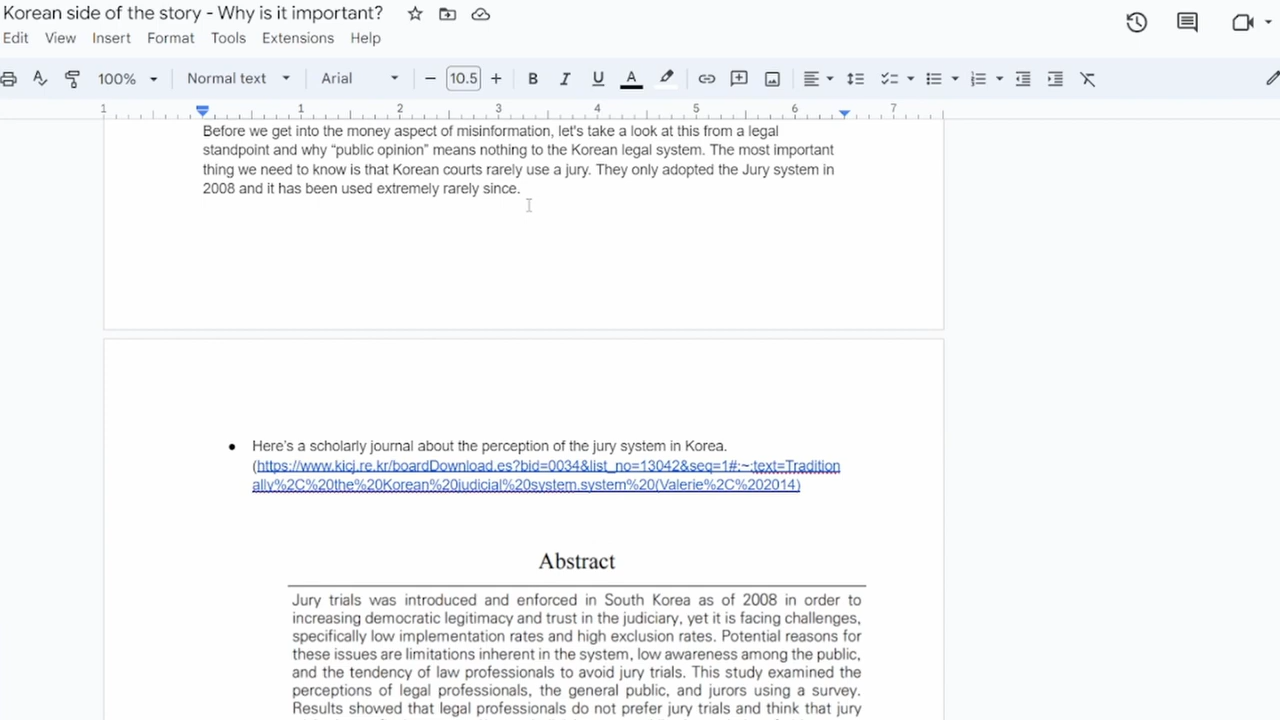 Korean side of the story - Why is it important?
Edit View Insert Format Tools Extensions Help
100% Normal text Arial 10.5 B I U A
1 1 2 3 4 5 6 7
Before we get into the money aspect of misinformation, let's take a look at this from a legal
standpoint and why “public opinion” means nothing to the Korean legal system. The most important
thing we need to know is that Korean courts rarely use a jury. They only adopted the Jury system in
2008 and it has been used extremely rarely since.
● Here's a scholarly journal about the perception of the jury system in Korea.
(https://www.kicj.re.kr/boardDownload.es?bid=0034&list_no=13042&seq=1#:~:text=Tradition
ally%2C%20the%20Korean%20judicial%20system,system%20(Valerie%2C%202014)
Abstract
Jury trials was introduced and enforced in South Korea as of 2008 in order to
increasing democratic legitimacy and trust in the judiciary, yet it is facing challenges,
specifically low implementation rates and high exclusion rates. Potential reasons for
these issues are limitations inherent in the system, low awareness among the public,
and the tendency of law professionals to avoid jury trials. This study examined the
perceptions of legal professionals, the general public, and jurors using a survey.
Results showed that legal professionals do not prefer jury trials and think that jury